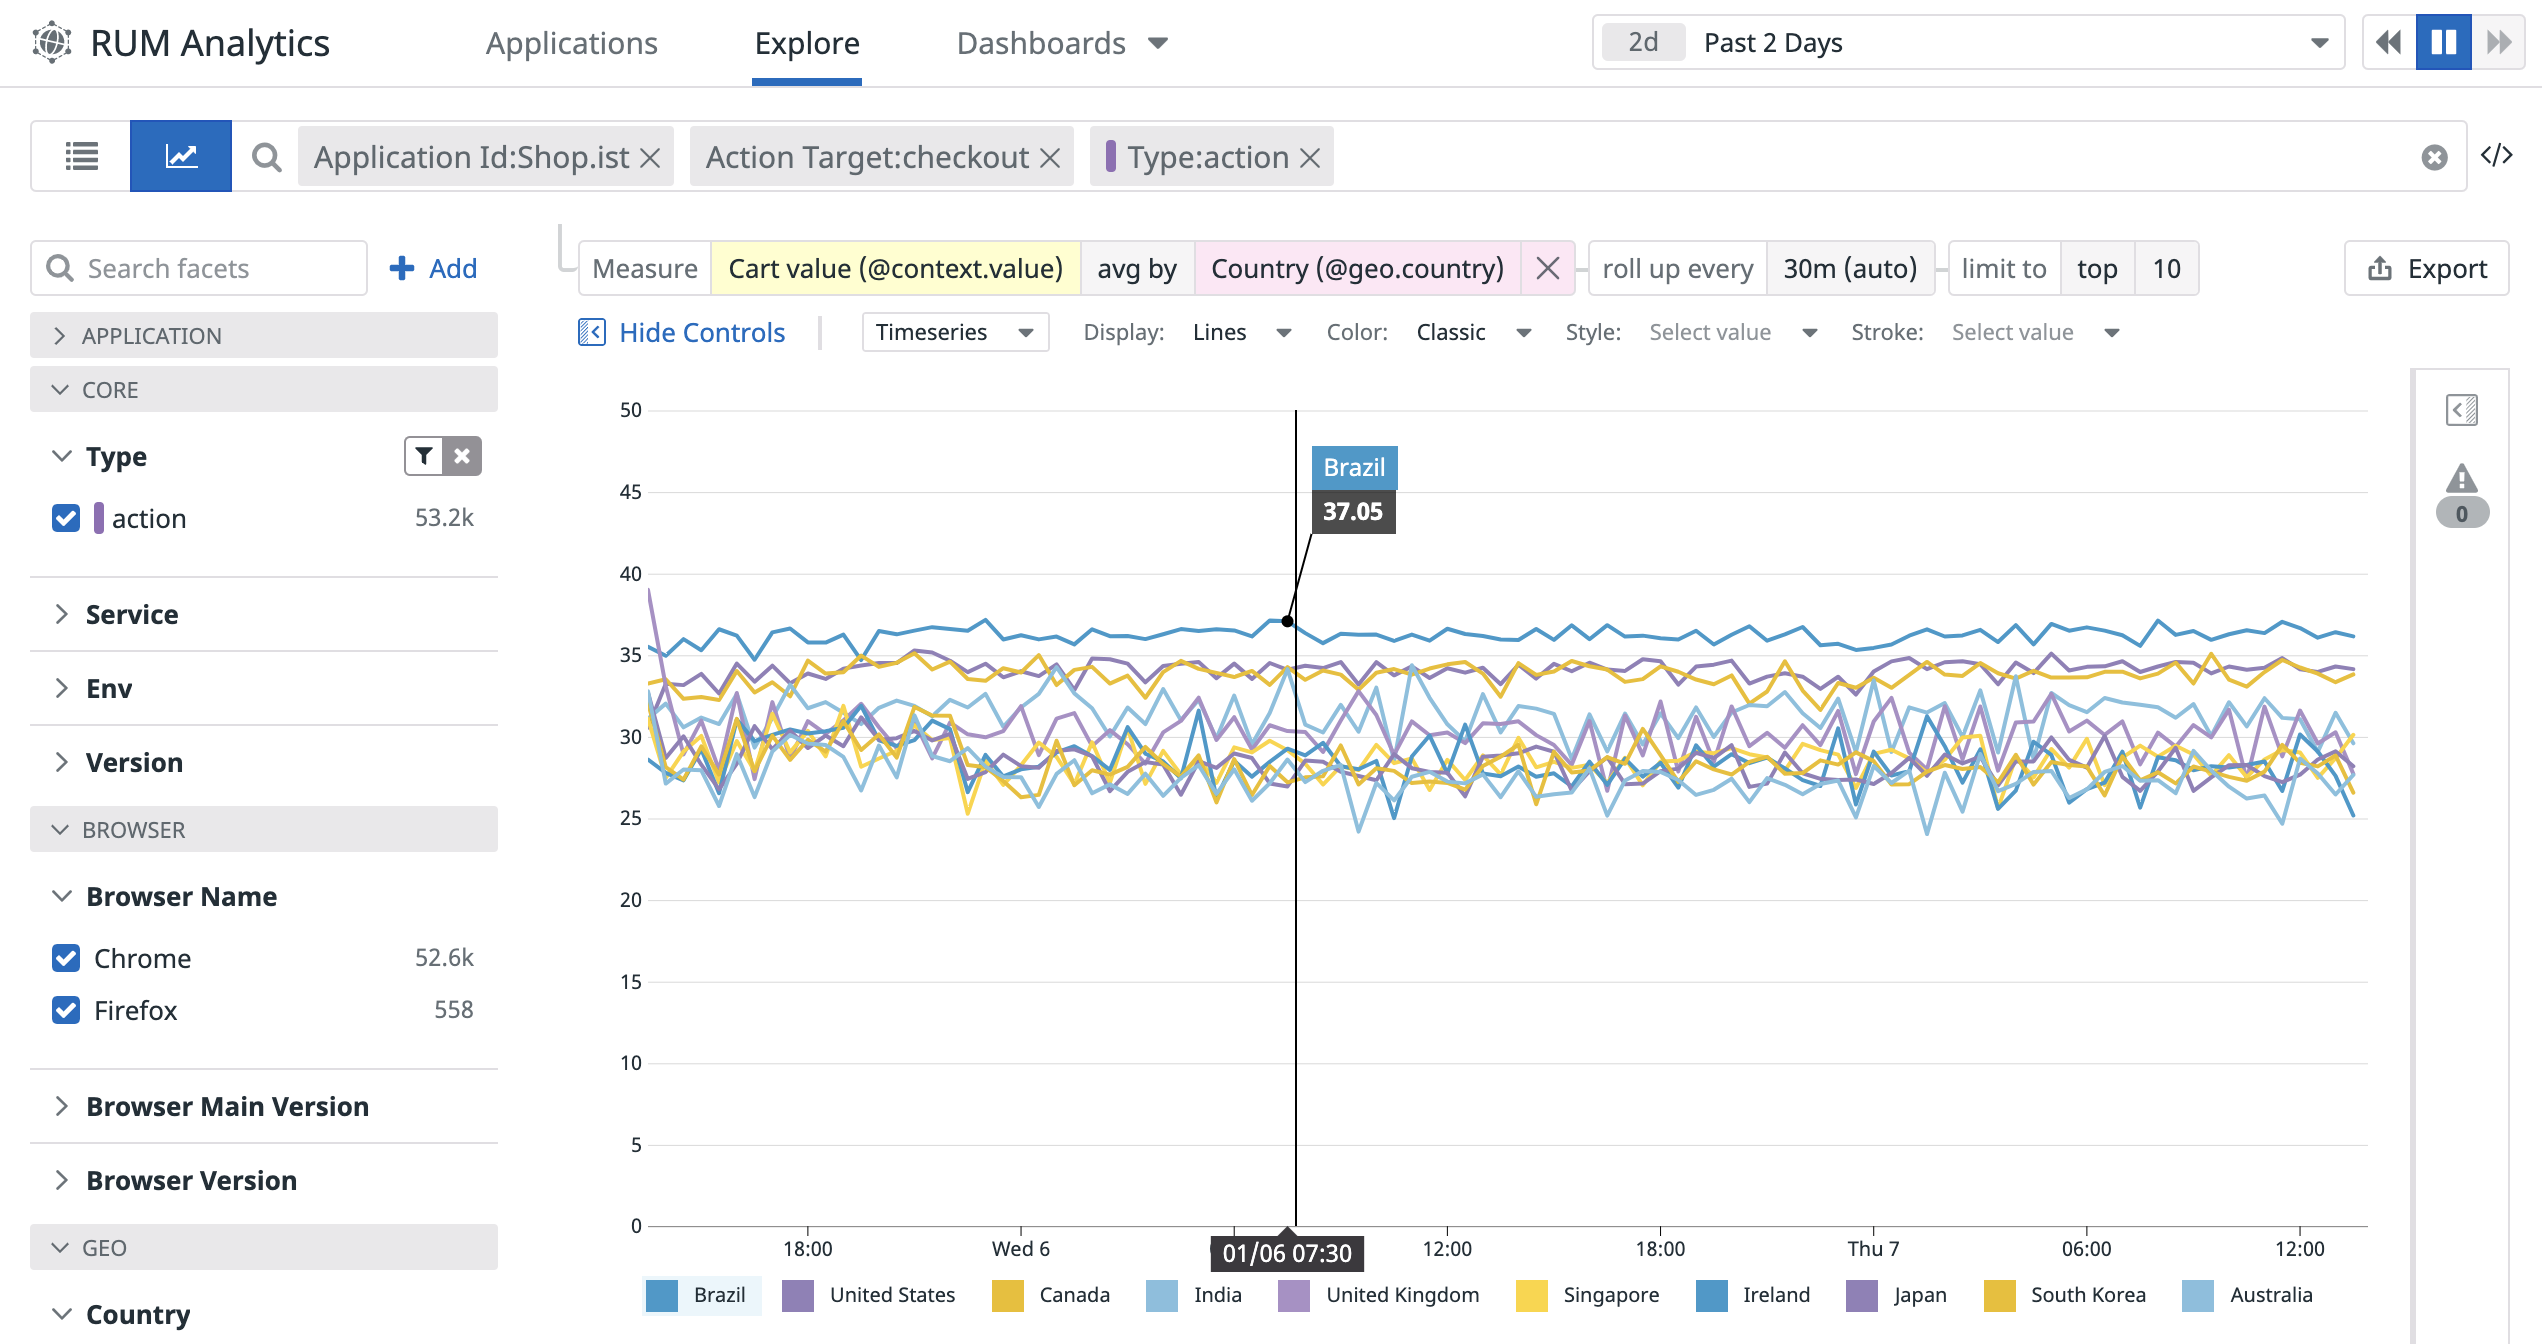 RUM Analytics Applications Explore Dashboards 2d Past 2 Days
Application Id:Shop.ist Action Target:checkout Type:action </>
Search facets Add
Measure Cart value (@context.value) avg by Country (@geo.country) roll up every 30m (auto) limit to top 10 Export
Hide Controls Timeseries Display: Lines Color: Classic Style: Select value Stroke: Select value
APPLICATION
CORE
Type
action 53.2k
Service
Env
Version
BROWSER
Browser Name
Chrome 52.6k
Firefox 558
Browser Main Version
Browser Version
GEO
Country
50
45
40
35
30
25
20
15
10
5
0
Brazil
37.05
0
18:00 Wed 6 01/06 07:30 12:00 18:00 Thu 7 06:00 12:00
Brazil United States Canada India United Kingdom Singapore Ireland Japan South Korea Australia